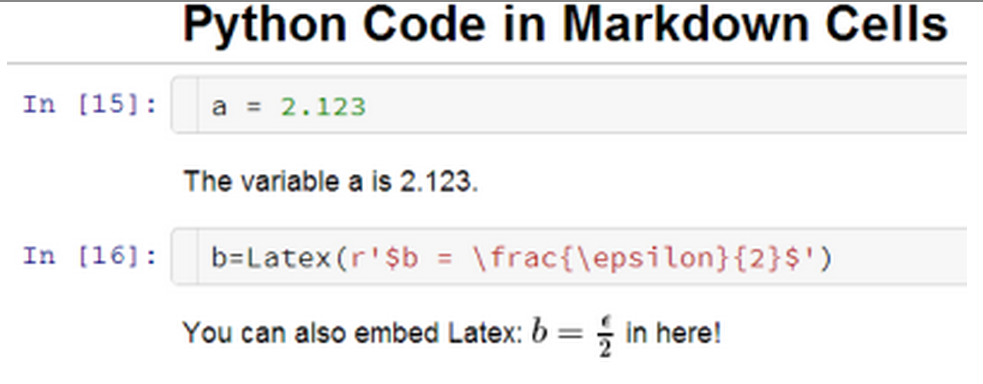 Python Code in Markdown Cells
In [15]: a = 2.123
The variable a is 2.123.
In [16]: b=Latex(r'$b = \frac{\epsilon}{2}$')
You can also embed Latex: b = ϵ/2 in here!